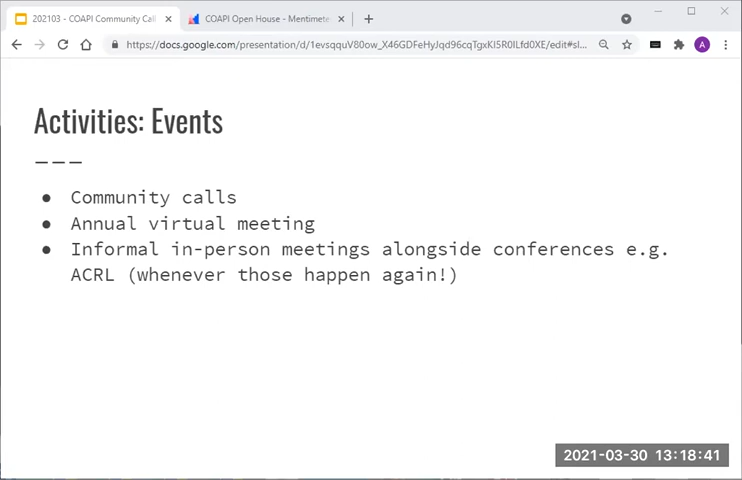 202103 - COAPI Community Cal
COAPI Open House - Mentimeter
https://docs.google.com/presentation/d/1evsqquV80ow_X46GDFeHyJqd96cqTgxKI5R0ILfd0XE/edit#sl...
A
Activities: Events
● Community calls
● Annual virtual meeting
● Informal in-person meetings alongside conferences e.g.
ACRL (whenever those happen again!)
2021-03-30 13:18:41